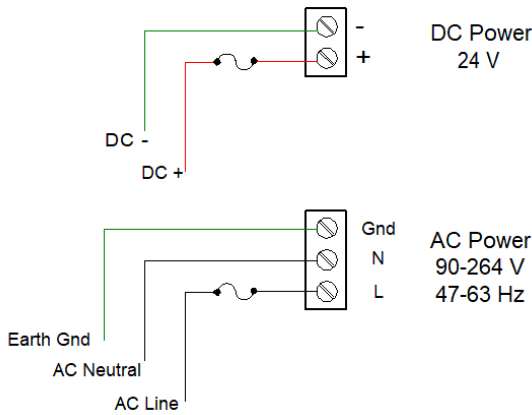 -
+
DC Power
24 V
DC -
DC +
Gnd
N
L
AC Power
90-264 V
47-63 Hz
Earth Gnd
AC Neutral
AC Line